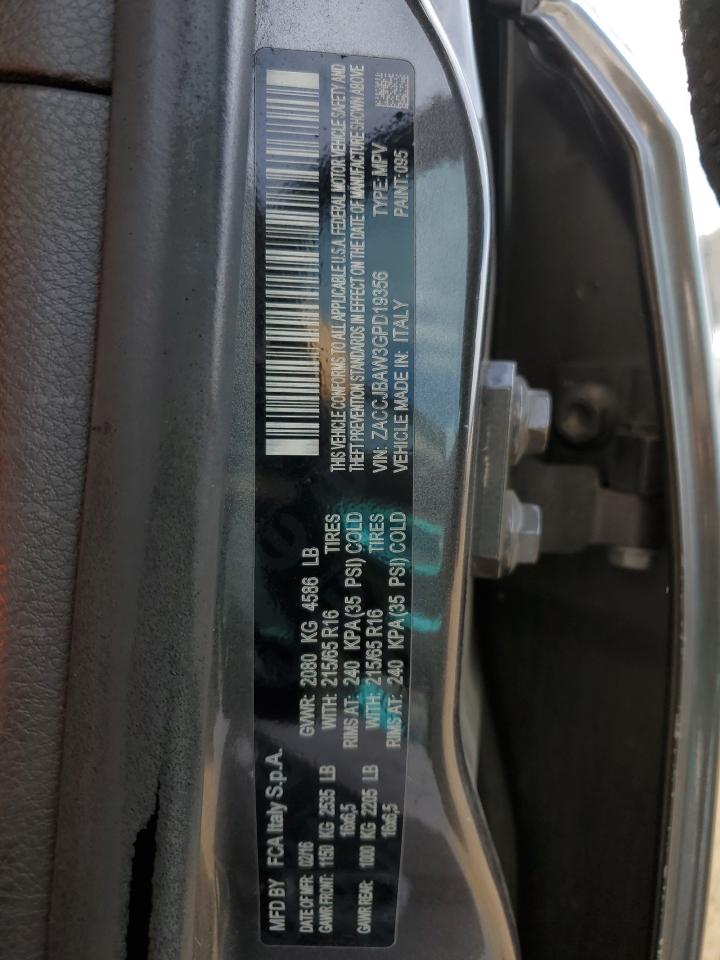 MFD BY FCA Italy S.p.A.
DATE OF MFR: 02/16 GVWR: 2080 KG 4586 LB
GAWR FRONT: 1150 KG 2535 LB WITH: 215/65 R16 TIRES
16x6,5 RIMS AT: 240 KPA(35 PSI) COLD
GAWR REAR: 1000 KG 2205 LB WITH: 215/65 R16 TIRES
16x6,5 RIMS AT: 240 KPA(35 PSI) COLD
THIS VEHICLE CONFORMS TO ALL APPLICABLE U.S.A. FEDERAL MOTOR VEHICLE SAFETY AND
THEFT PREVENTION STANDARDS IN EFFECT ON THE DATE OF MANUFACTURE SHOWN ABOVE
VIN: ZACCJBAW3GPD19356 TYPE: MPV
VEHICLE MADE IN: ITALY PAINT: 095